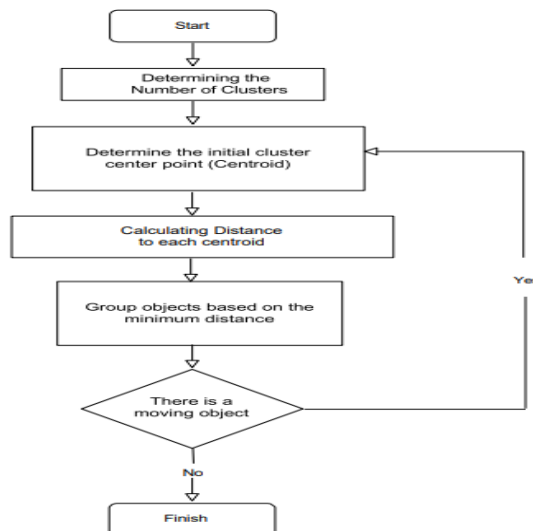 Start
Determining the
Number of Clusters
Determine the initial cluster
center point (Centroid)
Calculating Distance
to each centroid
Group objects based on the
minimum distance
Ye
There is a
moving object
No
Finish